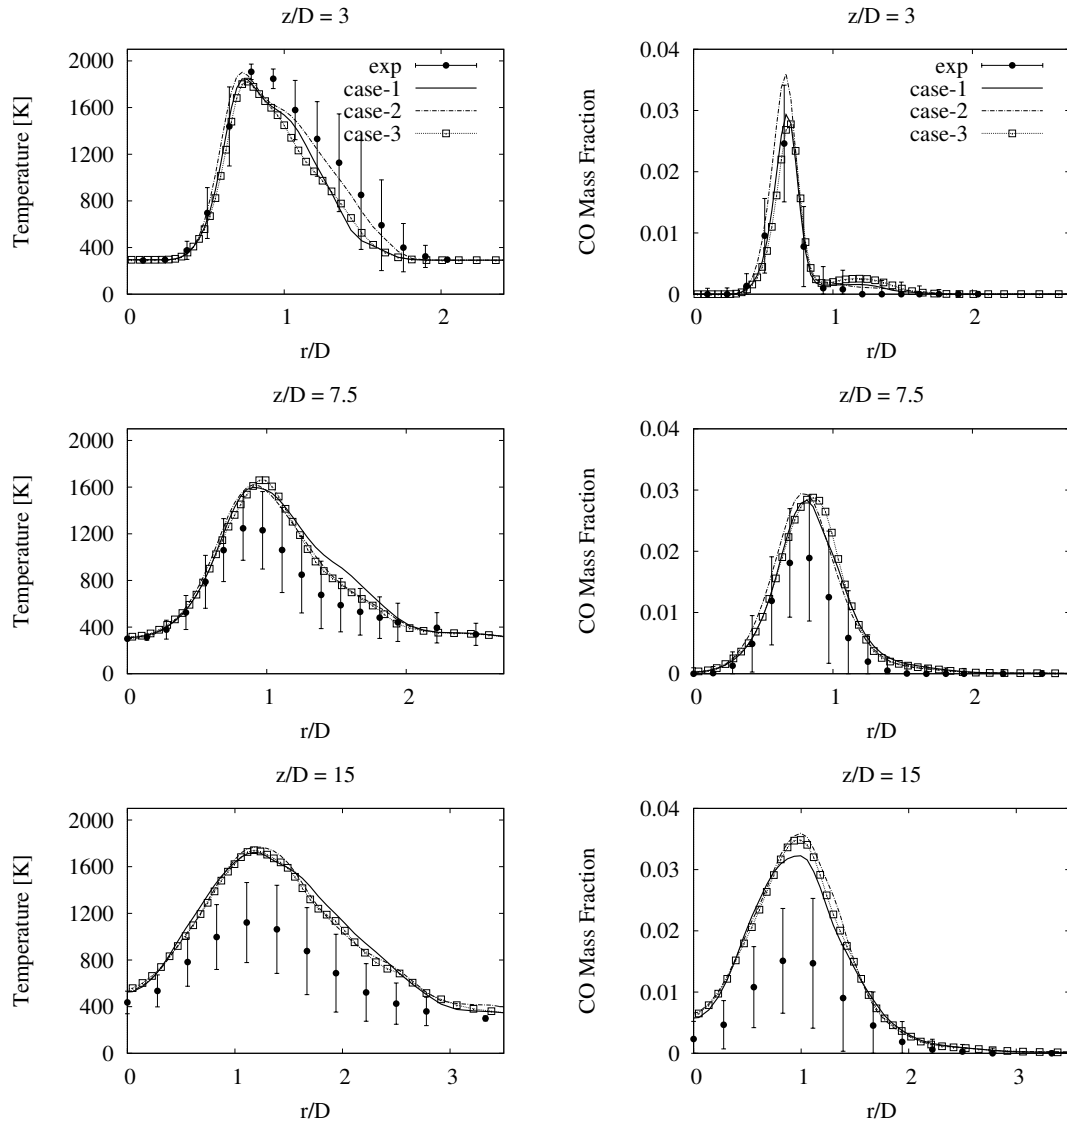 z/D = 3
Temperature [K]
2000
1600
1200
800
400
0
exp
case-1
case-2
case-3
0 1 2
r/D
z/D = 3
CO Mass Fraction
0.04
0.03
0.02
0.01
0
exp
case-1
case-2
case-3
0 1 2
r/D
z/D = 7.5
Temperature [K]
2000
1600
1200
800
400
0
0 1 2
r/D
z/D = 7.5
CO Mass Fraction
0.04
0.03
0.02
0.01
0
0 1 2
r/D
z/D = 15
Temperature [K]
2000
1600
1200
800
400
0
0 1 2 3
r/D
z/D = 15
CO Mass Fraction
0.04
0.03
0.02
0.01
0
0 1 2 3
r/D